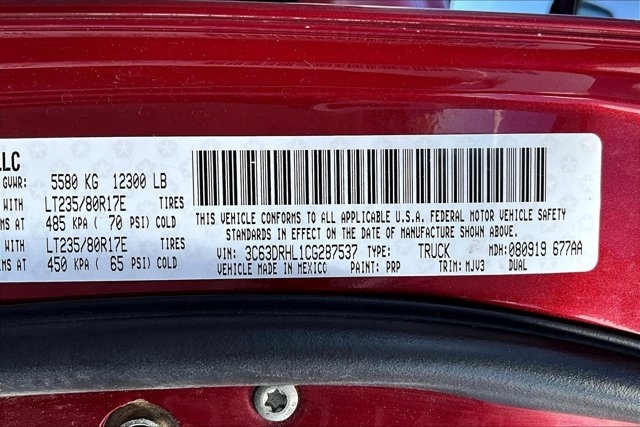 LLC
GVWR: 5580 KG 12300 LB
WITH LT235/80R17E TIRES
MS AT 485 KPA ( 70 PSI) COLD
WITH LT235/80R17E TIRES
MS AT 450 KPA ( 65 PSI) COLD
THIS VEHICLE CONFORMS TO ALL APPLICABLE U.S.A. FEDERAL MOTOR VEHICLE SAFETY
STANDARDS IN EFFECT ON THE DATE OF MANUFACTURE SHOWN ABOVE.
VIN: 3C63DRHL1CG287537 TYPE: TRUCK MDH: 080919 677AA
VEHICLE MADE IN MEXICO PAINT: PRP TRIM: MJV3 DUAL